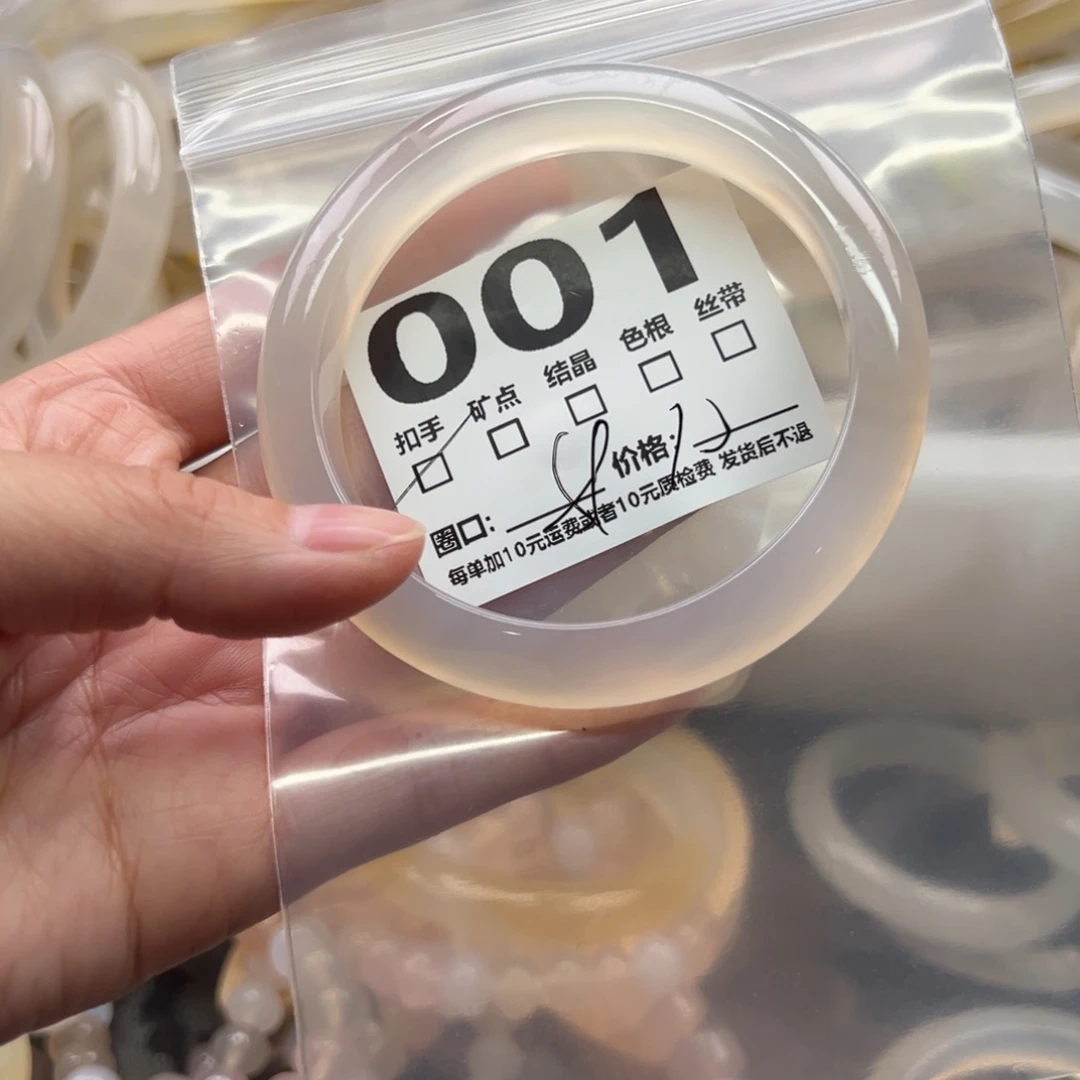 001
扣手 矿点 结晶 色根 丝带
圈口: 价格:
每单加10元运费或者10元质检费 发货后不退